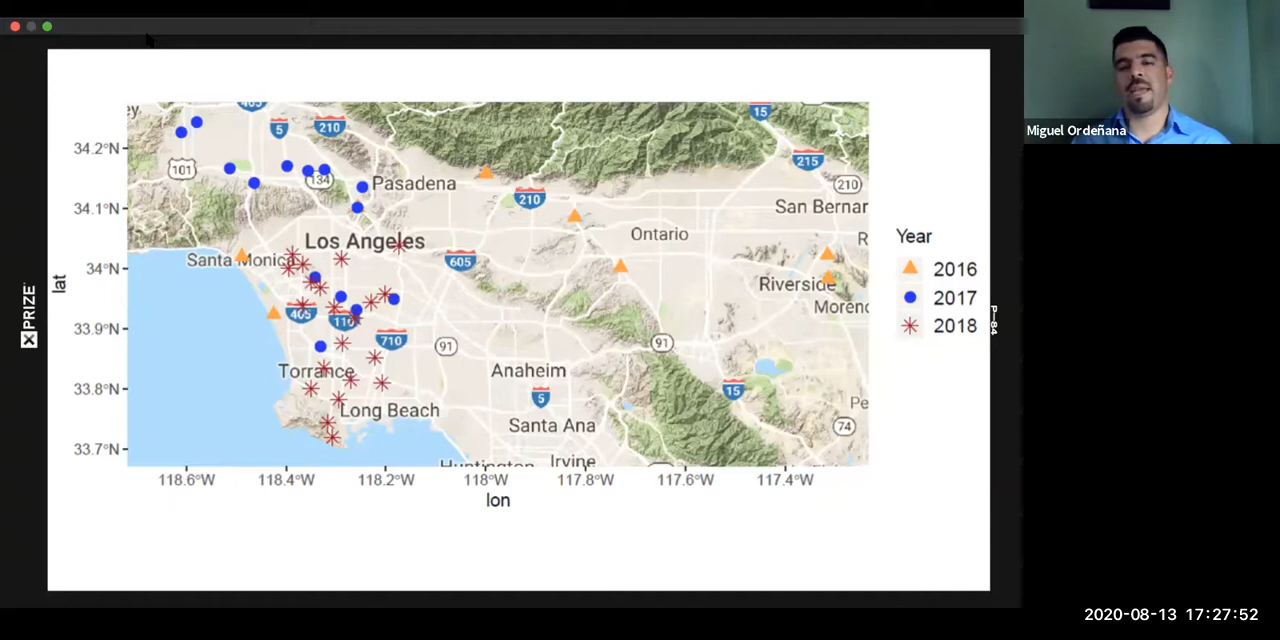 Miguel Ordeñana
405
5
210
15
34.2°N
101
134
Pasadena
215
210
34.1°N
210
San Bernar
Los Angeles
Ontario
Year
34°N
Santa Monica
605
2016
lat
Riverside
Moreno
2017
XPRIZE
33.9°N
405
110
2018
P—84
710
91
91
Torrance
Anaheim
33.8°N
15
5
Long Beach
Santa Ana
74
33.7°N
Huntington
Irvine
118.6°W
118.4°W
118.2°W
118°W
117.8°W
117.6°W
117.4°W
lon
2020-08-13 17:27:52